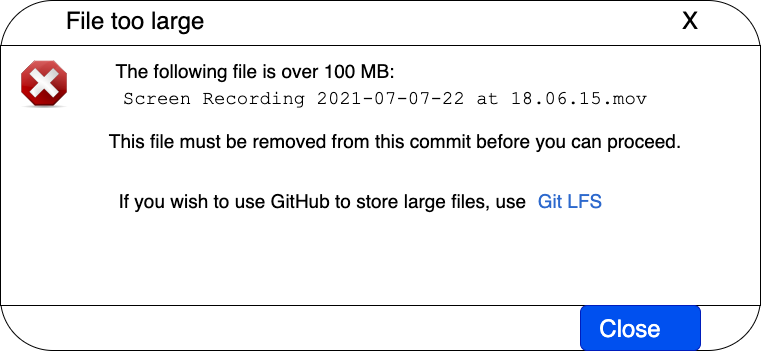 File too large X
The following file is over 100 MB:
Screen Recording 2021-07-07-22 at 18.06.15.mov
This file must be removed from this commit before you can proceed.
If you wish to use GitHub to store large files, use Git LFS
Close